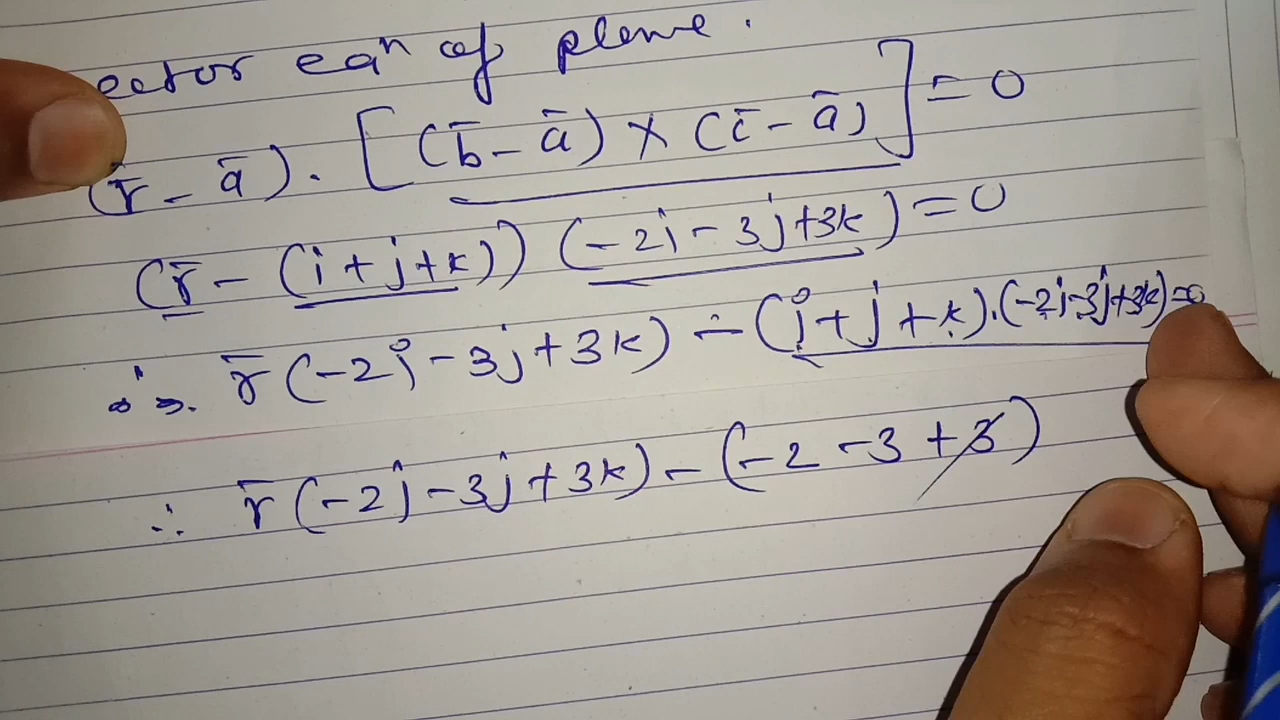 ector eqⁿ of plane.
(r̄ - ā) . [(b̄ - ā) × (c̄ - ā)] = 0
(r̄ - (i + j + k)) (-2i - 3j + 3k) = 0
∴ r̄ (-2i - 3j + 3k) - (i + j + k).(-2i-3j+3k)=0
∴ r̄ (-2i - 3j + 3k) - (-2 - 3 + 3)